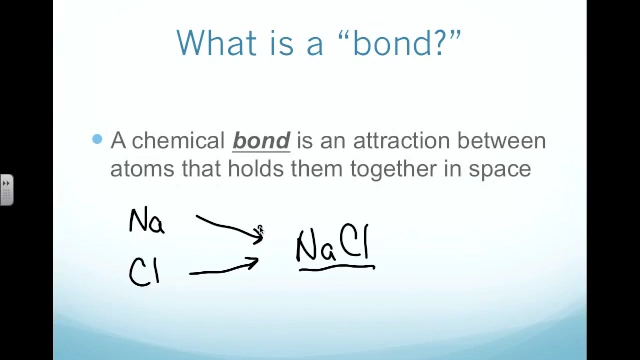 What is a “bond?”
A chemical bond is an attraction between
atoms that holds them together in space
Na
NaCl
Cl